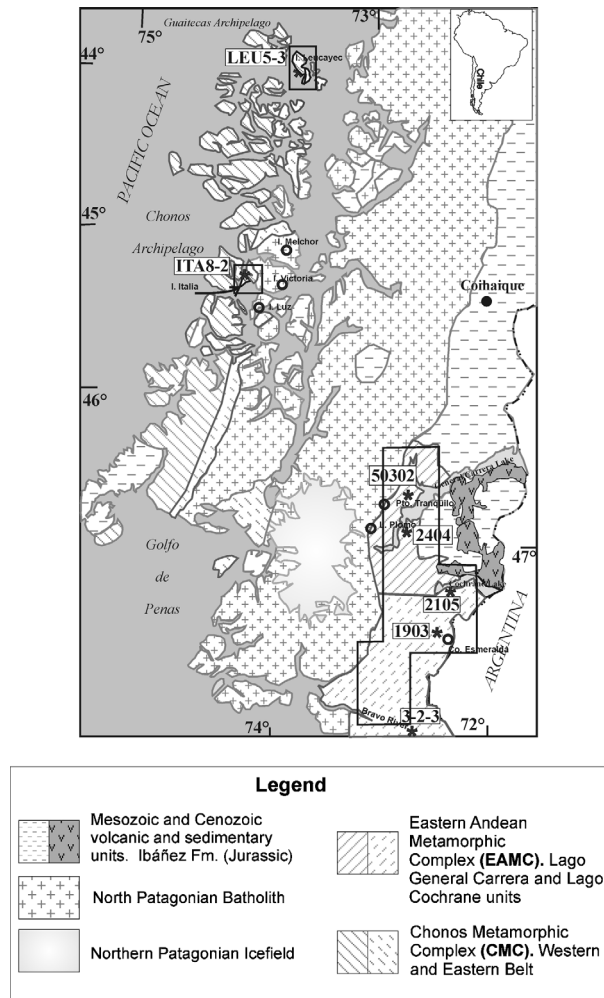 75°
Guaitecas Archipelago
73°
44°
LEU5-3
I. Leucayec
Chile
PACIFIC OCEAN
45°
Chonos
Archipelago
I. Melchor
ITA8-2
I. Italia
I. Victoria
I. Luz
Coihaique
46°
General Carrera Lake
50302
Pto. Tranquilo
L. Plomo
2404
47°
Golfo
de
Penas
Cochrane Lake
2105
1903
Co. Esmeralda
ARGENTINA
Bravo River
3-2-3
74°
72°
Legend
Mesozoic and Cenozoic
volcanic and sedimentary
units. Ibáñez Fm. (Jurassic)
North Patagonian Batholith
Northern Patagonian Icefield
Eastern Andean
Metamorphic
Complex (EAMC). Lago
General Carrera and Lago
Cochrane units
Chonos Metamorphic
Complex (CMC). Western
and Eastern Belt